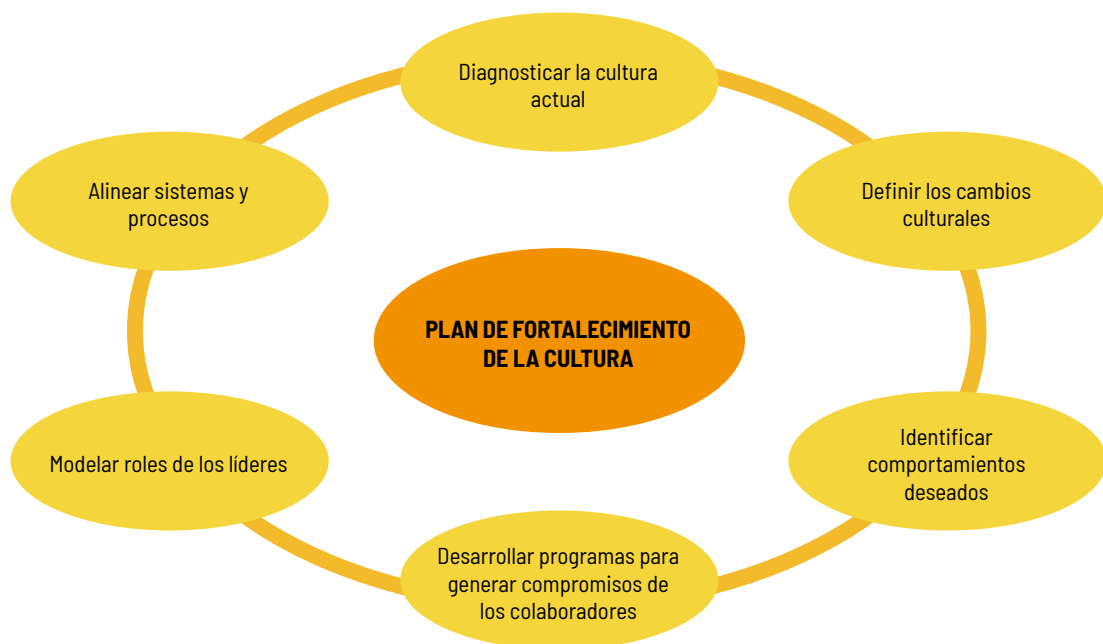 Diagnosticar la cultura
actual
Definir los cambios
culturales
Identificar
comportamientos
deseados
Desarrollar programas para
generar compromisos de
los colaboradores
Modelar roles de los líderes
Alinear sistemas y
procesos
PLAN DE FORTALECIMIENTO
DE LA CULTURA